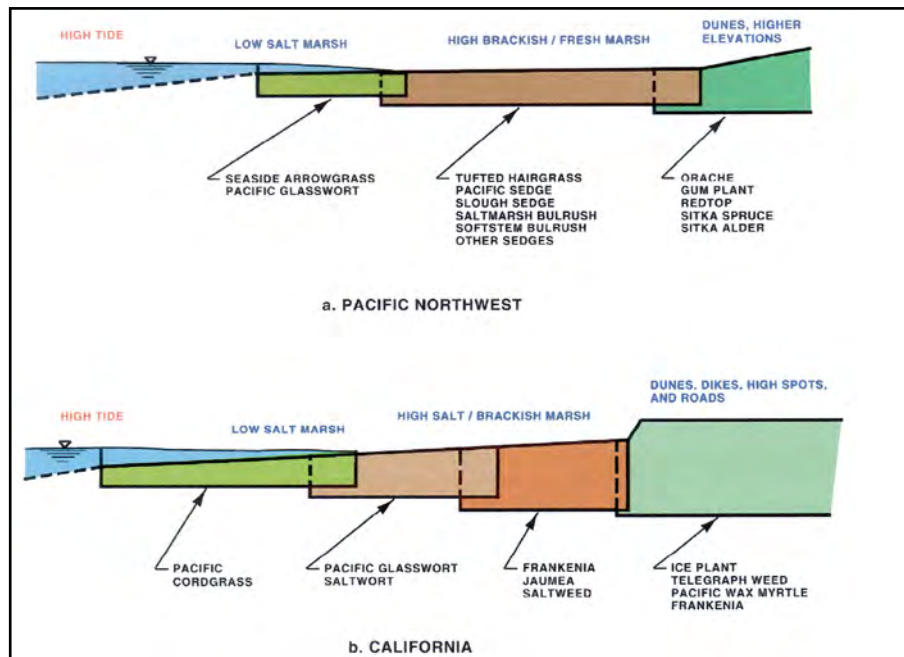 HIGH TIDE
LOW SALT MARSH
HIGH BRACKISH / FRESH MARSH
DUNES, HIGHER
ELEVATIONS
SEASIDE ARROWGRASS
PACIFIC GLASSWORT
TUFTED HAIRGRASS
PACIFIC SEDGE
SLOUGH SEDGE
SALTMARSH BULRUSH
SOFTSTEM BULRUSH
OTHER SEDGES
ORACHE
GUM PLANT
REDTOP
SITKA SPRUCE
SITKA ALDER
a. PACIFIC NORTHWEST
HIGH TIDE
LOW SALT MARSH
HIGH SALT / BRACKISH MARSH
DUNES, DIKES, HIGH SPOTS,
AND ROADS
PACIFIC
CORDGRASS
PACIFIC GLASSWORT
SALTWORT
FRANKENIA
JAUMEA
SALTWEED
ICE PLANT
TELEGRAPH WEED
PACIFIC WAX MYRTLE
FRANKENIA
b. CALIFORNIA